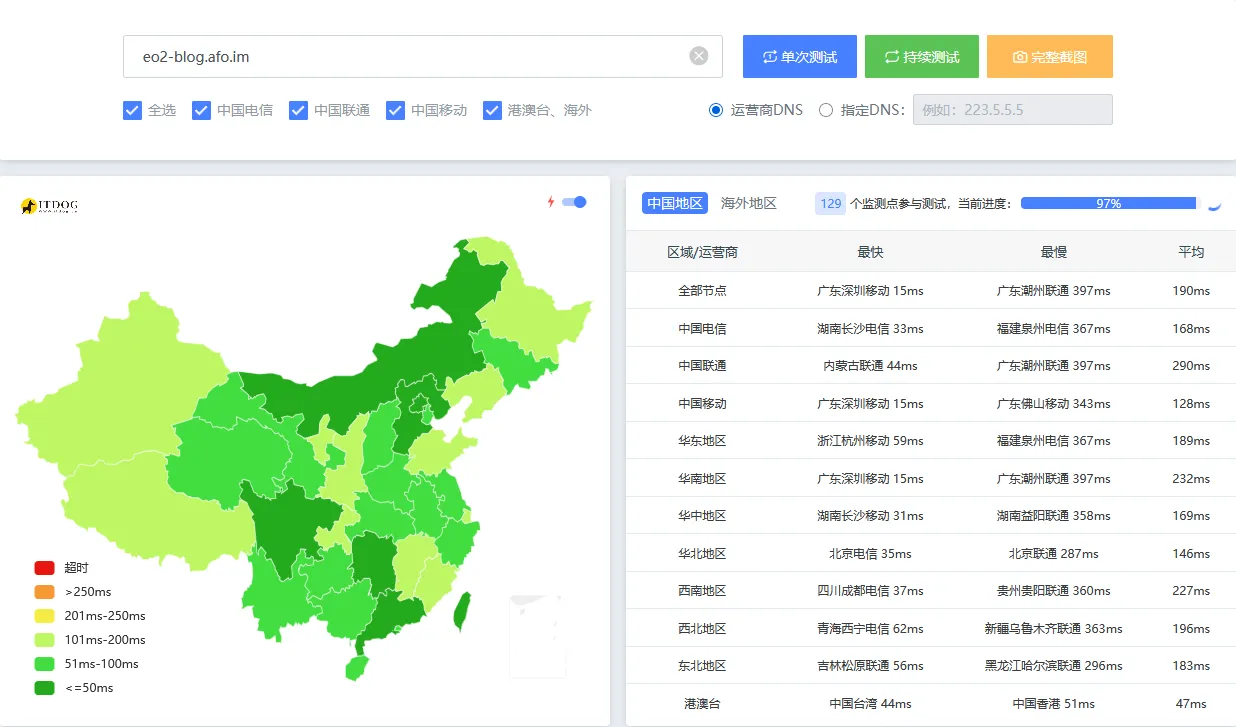 eo2-blog.afo.im
单次测试
持续测试
完整截图
全选 中国电信 中国联通 中国移动 港澳台、海外
运营商DNS 指定DNS: 例如：223.5.5.5
ITDOG
中国地区 海外地区 129 个监测点参与测试，当前进度： 97%
区域/运营商 最快 最慢 平均
全部节点 广东深圳移动 15ms 广东潮州联通 397ms 190ms
中国电信 湖南长沙电信 33ms 福建泉州电信 367ms 168ms
中国联通 内蒙古联通 44ms 广东潮州联通 397ms 290ms
中国移动 广东深圳移动 15ms 广东佛山移动 343ms 128ms
华东地区 浙江杭州移动 59ms 福建泉州电信 367ms 189ms
华南地区 广东深圳移动 15ms 广东潮州联通 397ms 232ms
华中地区 湖南长沙移动 31ms 湖南益阳联通 358ms 169ms
华北地区 北京电信 35ms 北京联通 287ms 146ms
西南地区 四川成都电信 37ms 贵州贵阳联通 360ms 227ms
西北地区 青海西宁电信 62ms 新疆乌鲁木齐联通 363ms 196ms
东北地区 吉林松原联通 56ms 黑龙江哈尔滨联通 296ms 183ms
港澳台 中国台湾 44ms 中国香港 51ms 47ms
超时
>250ms
201ms-250ms
101ms-200ms
51ms-100ms
<=50ms